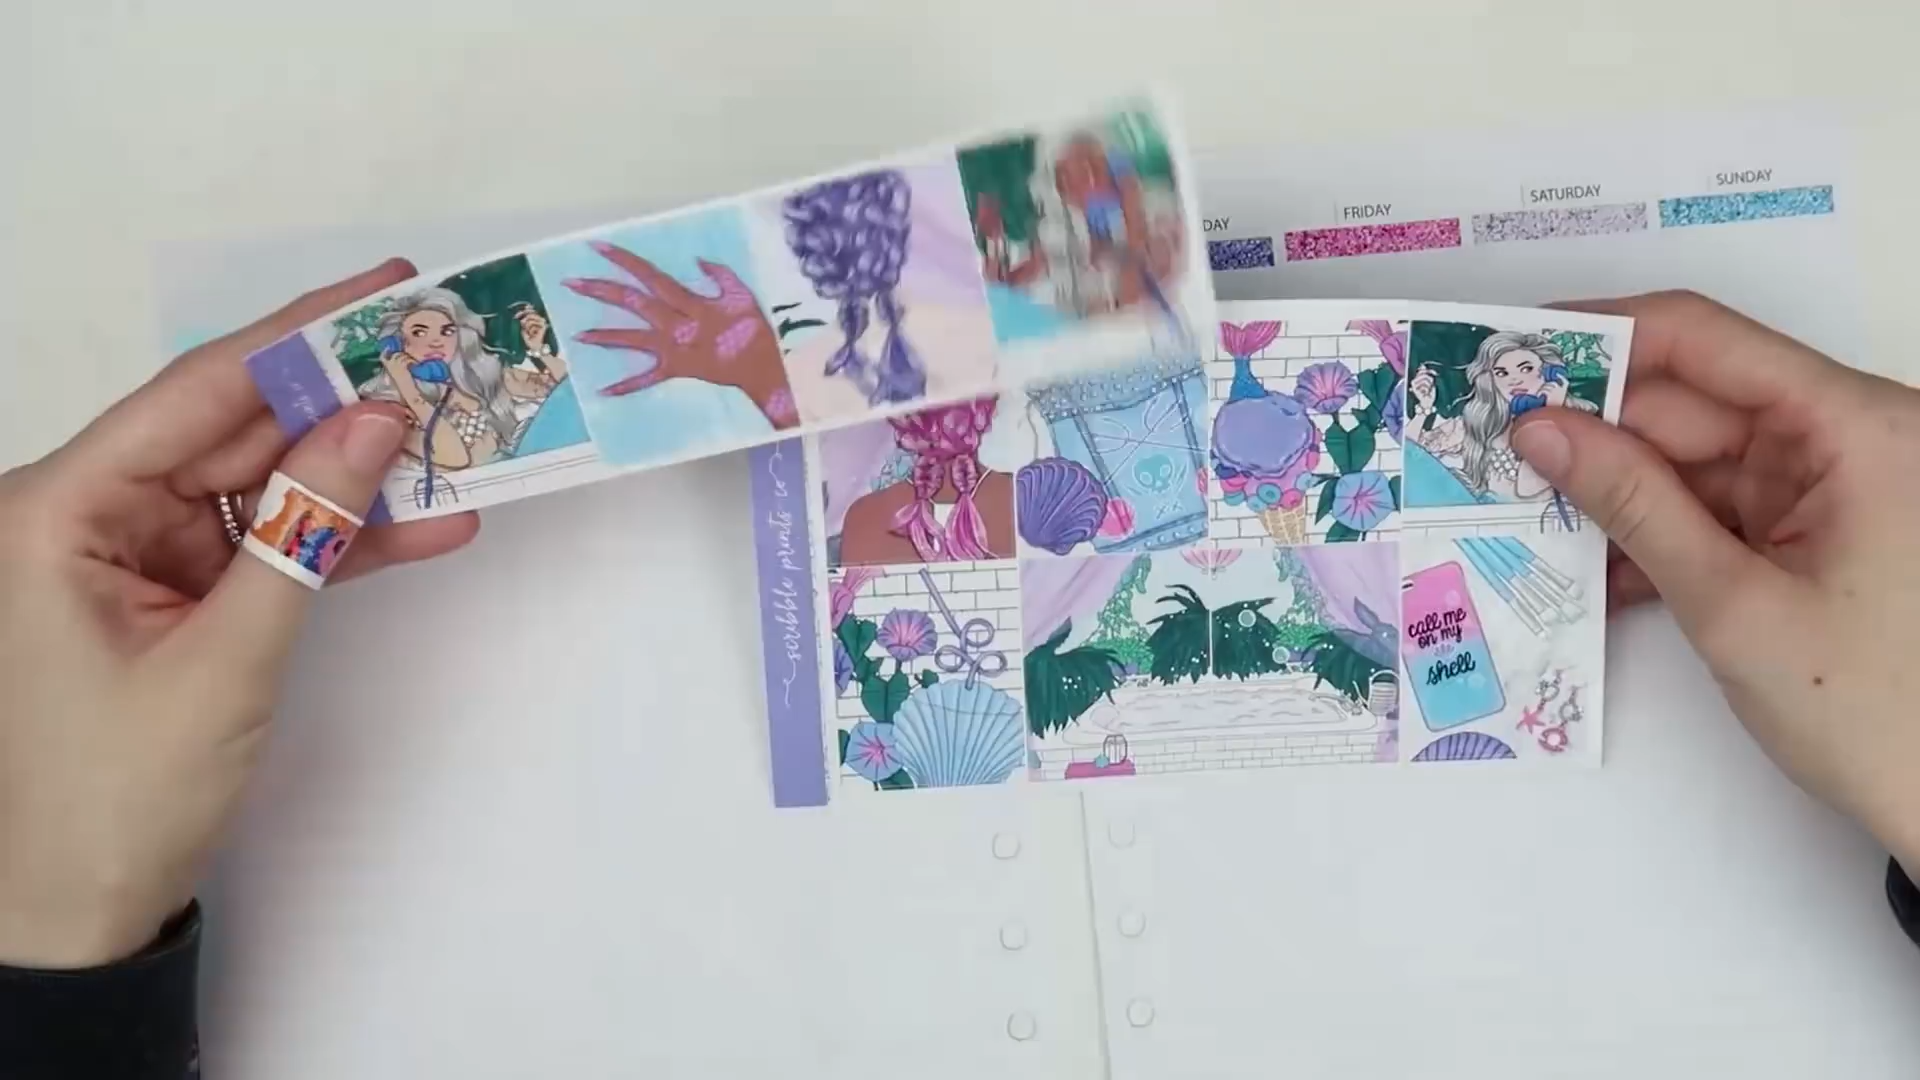 SUNDAY
SATURDAY
FRIDAY
DAY
scribble prints co
call me
on my
shell